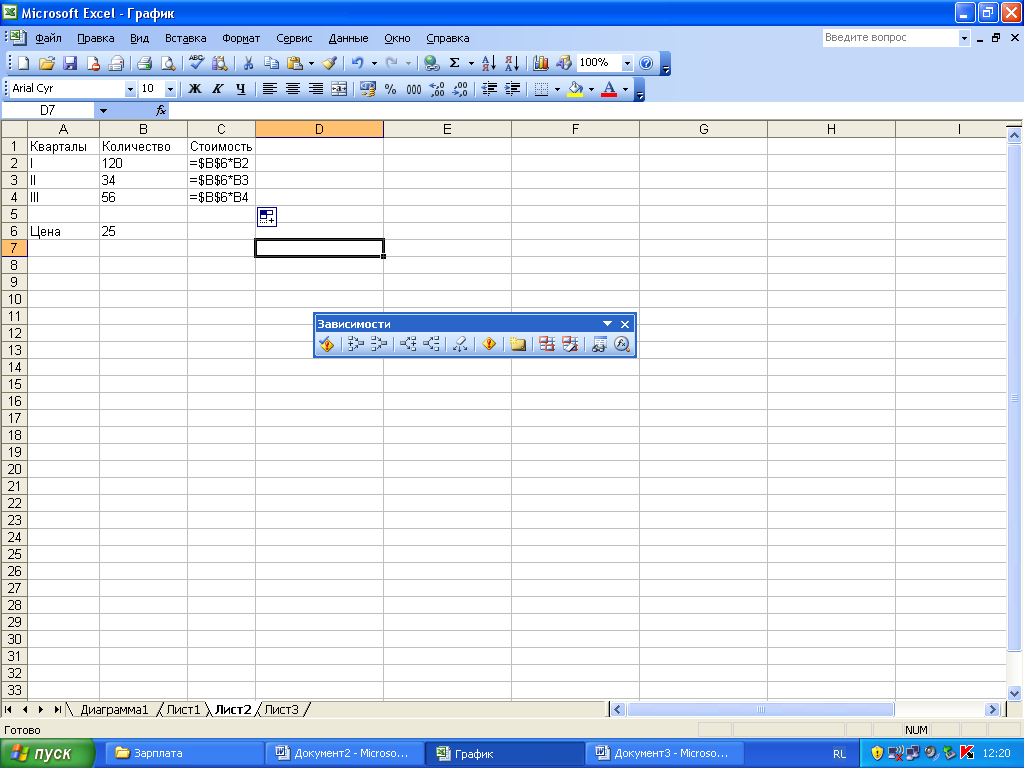 Microsoft Excel - График
Файл Правка Вид Вставка Формат Сервис Данные Окно Справка Введите вопрос
100%
Arial Cyr 10 Ж К Ч % 000
D7 fx
A B C D E F G H I
1 Кварталы Количество Стоимость
2 I 120 =$B$6*B2
3 II 34 =$B$6*B3
4 III 56 =$B$6*B4
5
6 Цена 25
7
8
9
10
11
Зависимости
12
13
14
15
16
17
18
19
20
21
22
23
24
25
26
27
28
29
30
31
32
33
Диаграмма1 Лист1 Лист2 Лист3
Готово NUM
пуск Зарплата Документ2 - Microso... График Документ3 - Microso... RL 12:20